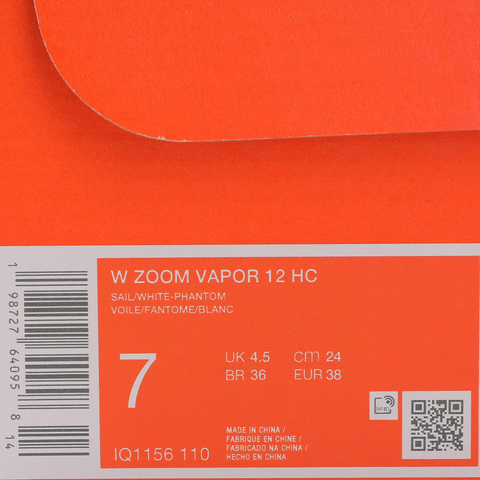 W ZOOM VAPOR 12 HC
SAIL/WHITE-PHANTOM
VOILE/FANTOME/BLANC
7
UK 4.5 cm 24
BR 36 EUR 38
IQ1156 110
MADE IN CHINA /
FABRIQUE EN CHINE /
FABRICADO NA CHINA /
HECHO EN CHINA
1 98727 64095 8 14